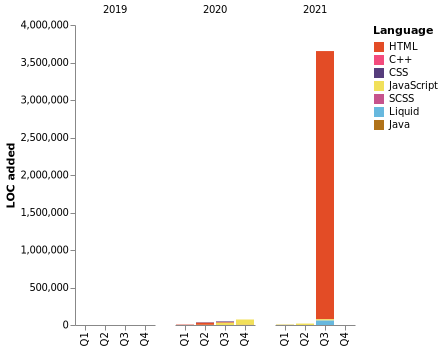 2019 2020 2021
Language
HTML
C++
CSS
JavaScript
SCSS
Liquid
Java
LOC added
4,000,000
3,500,000
3,000,000
2,500,000
2,000,000
1,500,000
1,000,000
500,000
0
Q1 Q2 Q3 Q4 Q1 Q2 Q3 Q4 Q1 Q2 Q3 Q4